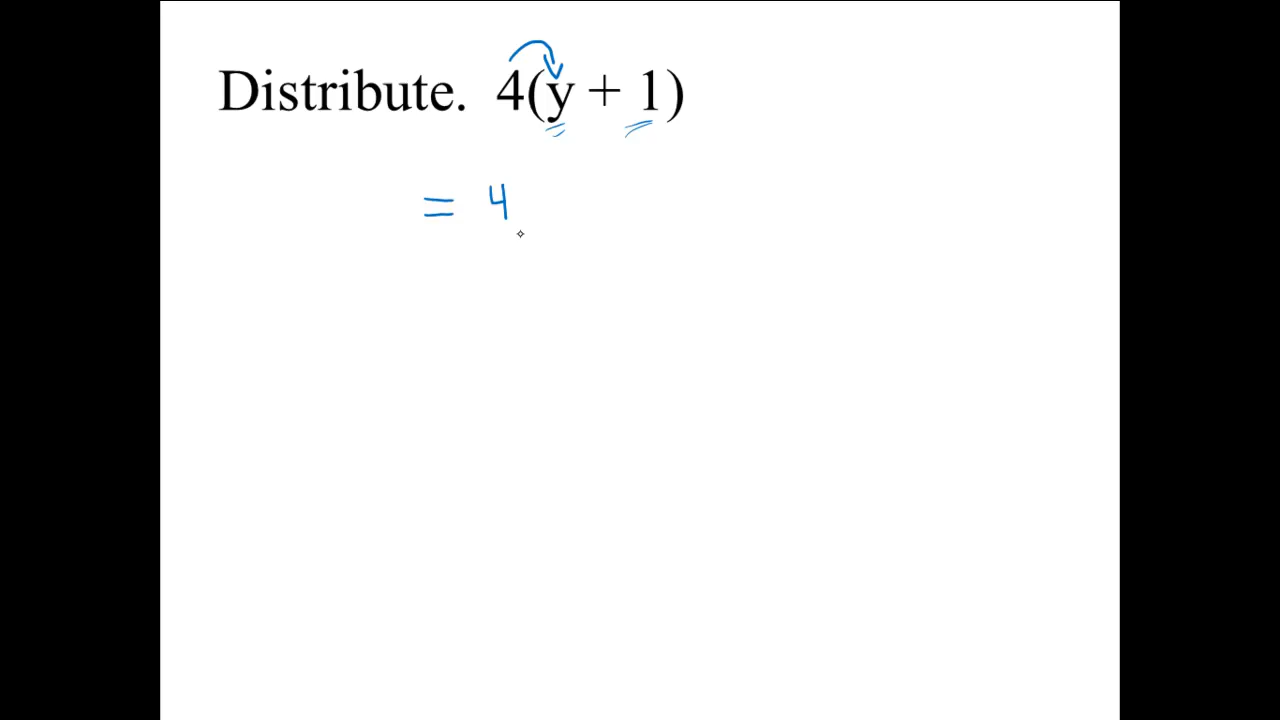 Distribute. 4(y + 1)
= 4